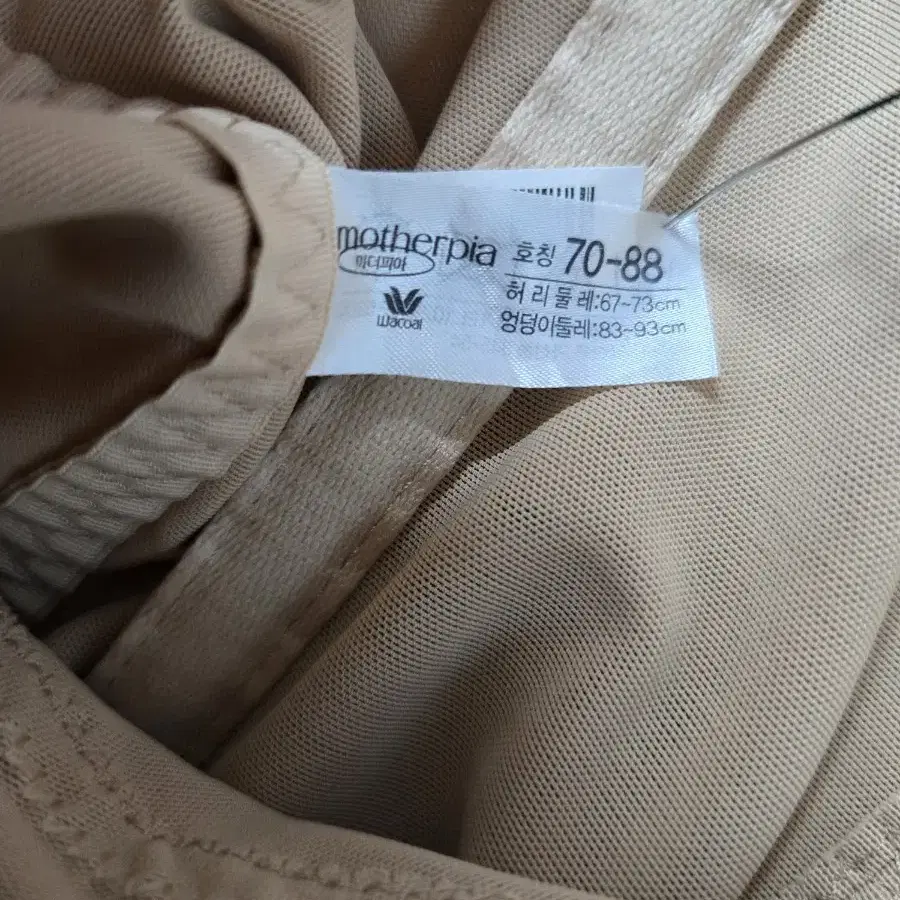 motherpia
마더피아
wacoal
호칭 70-88
허리둘레:67~73cm
엉덩이둘레:83~93cm